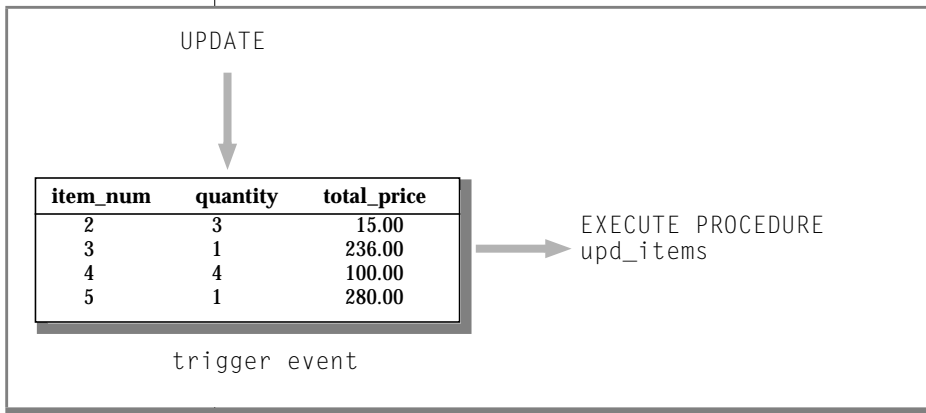 UPDATE
item_num quantity total_price
2 3 15.00
3 1 236.00
4 4 100.00
5 1 280.00
EXECUTE PROCEDURE
upd_items
trigger event